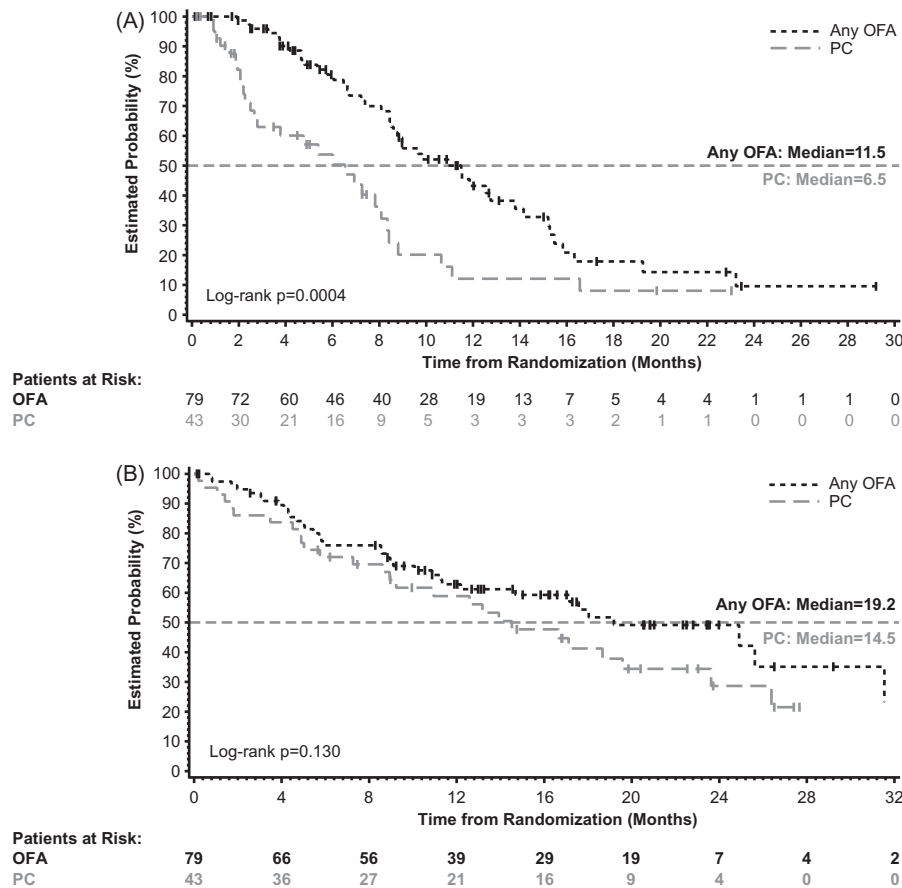 (A)
100
90
80
70
60
50
40
30
20
10
0
Estimated Probability (%)
Any OFA
PC
Any OFA: Median=11.5
PC: Median=6.5
Log-rank p=0.0004
0 2 4 6 8 10 12 14 16 18 20 22 24 26 28 30
Time from Randomization (Months)
Patients at Risk:
OFA 79 72 60 46 40 28 19 13 7 5 4 4 1 1 1 0
PC 43 30 21 16 9 5 3 3 3 2 1 1 0 0 0 0
(B)
100
90
80
70
60
50
40
30
20
10
0
Estimated Probability (%)
Any OFA
PC
Any OFA: Median=19.2
PC: Median=14.5
Log-rank p=0.130
0 4 8 12 16 20 24 28 32
Time from Randomization (Months)
Patients at Risk:
OFA 79 66 56 39 29 19 7 4 2
PC 43 36 27 21 16 9 4 0 0